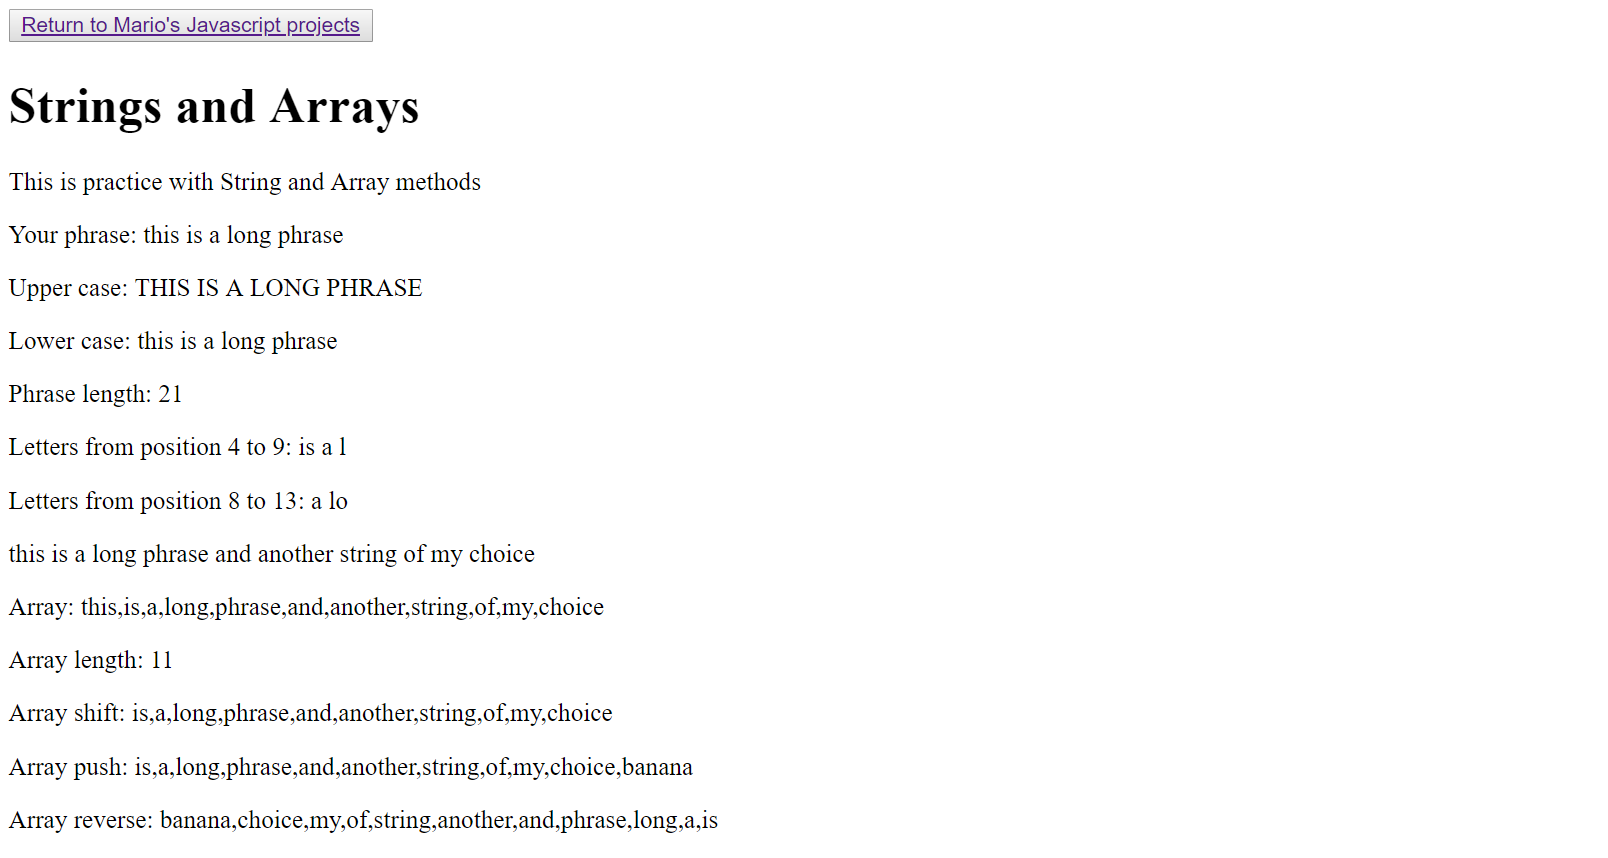 Return to Mario's Javascript projects
Strings and Arrays
This is practice with String and Array methods
Your phrase: this is a long phrase
Upper case: THIS IS A LONG PHRASE
Lower case: this is a long phrase
Phrase length: 21
Letters from position 4 to 9: is a l
Letters from position 8 to 13: a lo
this is a long phrase and another string of my choice
Array: this,is,a,long,phrase,and,another,string,of,my,choice
Array length: 11
Array shift: is,a,long,phrase,and,another,string,of,my,choice
Array push: is,a,long,phrase,and,another,string,of,my,choice,banana
Array reverse: banana,choice,my,of,string,another,and,phrase,long,a,is